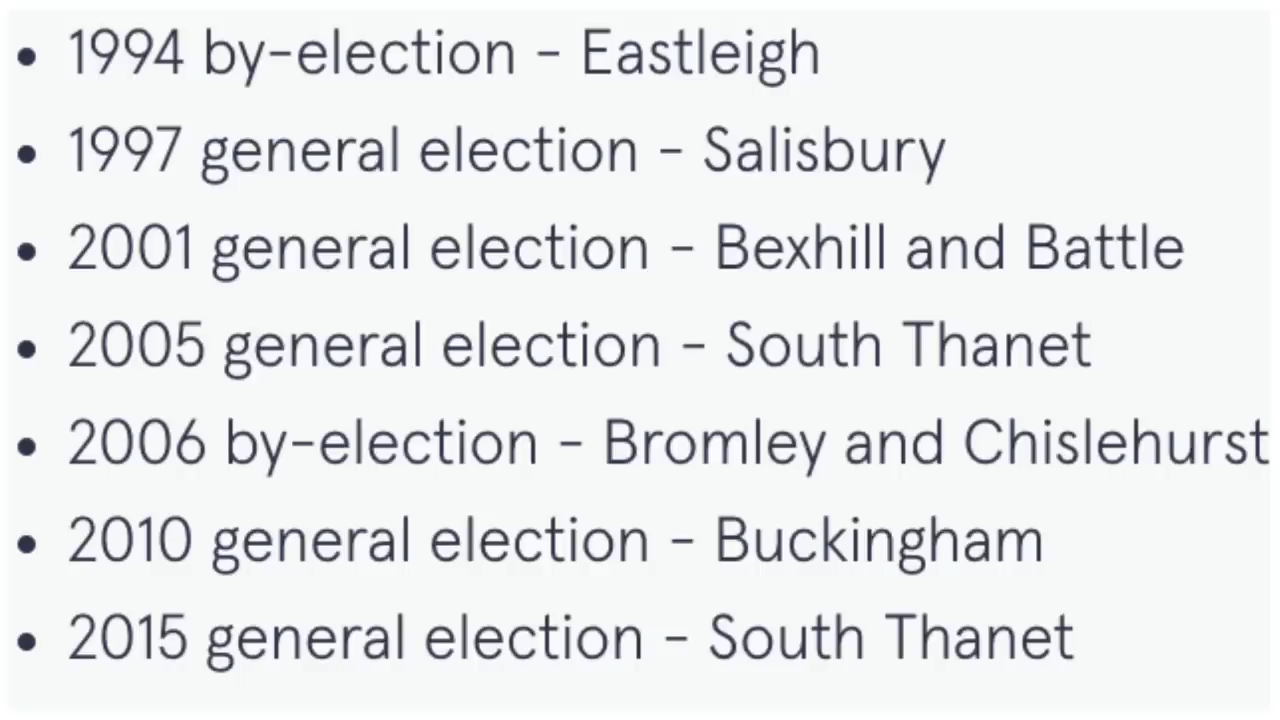 • 1994 by-election - Eastleigh
• 1997 general election - Salisbury
• 2001 general election - Bexhill and Battle
• 2005 general election - South Thanet
• 2006 by-election - Bromley and Chislehurst
• 2010 general election - Buckingham
• 2015 general election - South Thanet